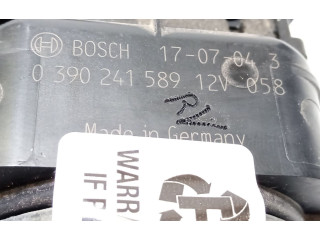 BOSCH 17-07-04 3
0 390 241 589 12V 058
Made in Germany
WARR
IF F